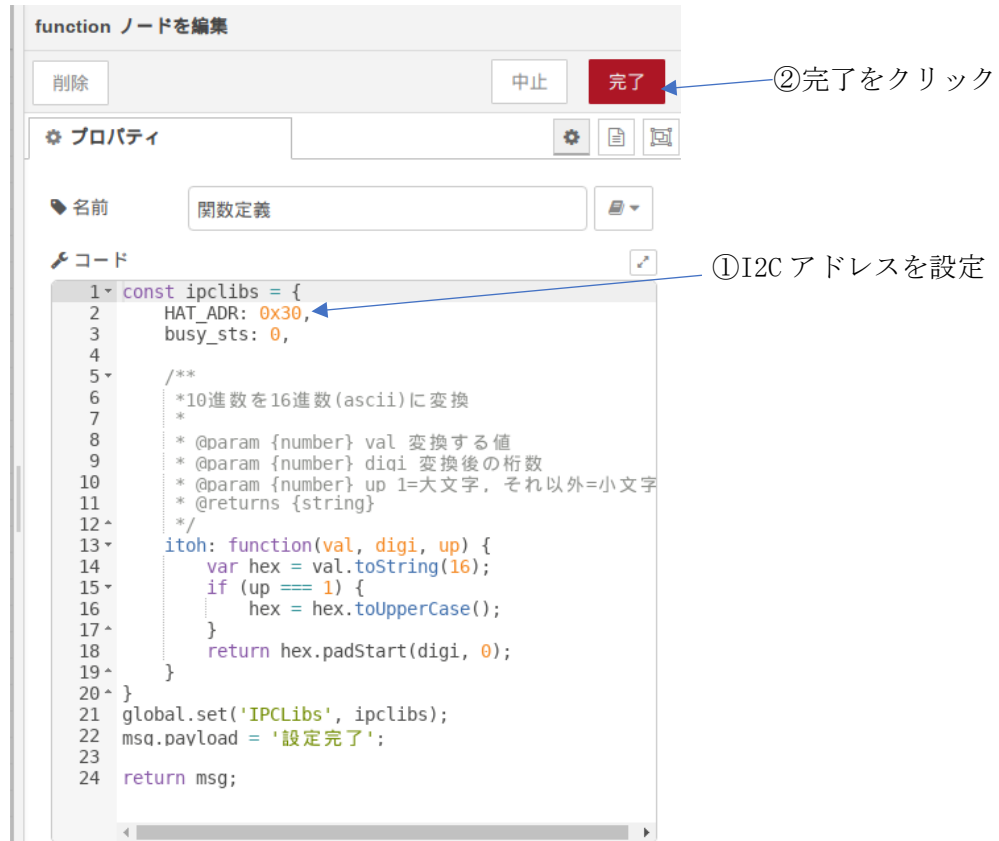 function ノードを編集
削除
中止
完了
②完了をクリック
プロパティ
名前
関数定義
コード
①I2C アドレスを設定
1 const ipclibs = {
2 HAT_ADR: 0x30,
3 busy_sts: 0,
4
5 /**
6 *10進数を16進数(ascii)に変換
7 *
8 * @param {number} val 変換する値
9 * @param {number} digi 変換後の桁数
10 * @param {number} up 1=大文字, それ以外=小文字
11 * @returns {string}
12 */
13 itoh: function(val, digi, up) {
14 var hex = val.toString(16);
15 if (up === 1) {
16 hex = hex.toUpperCase();
17 }
18 return hex.padStart(digi, 0);
19 }
20 }
21 global.set('IPCLibs', ipclibs);
22 msg.payload = '設定完了';
23
24 return msg;